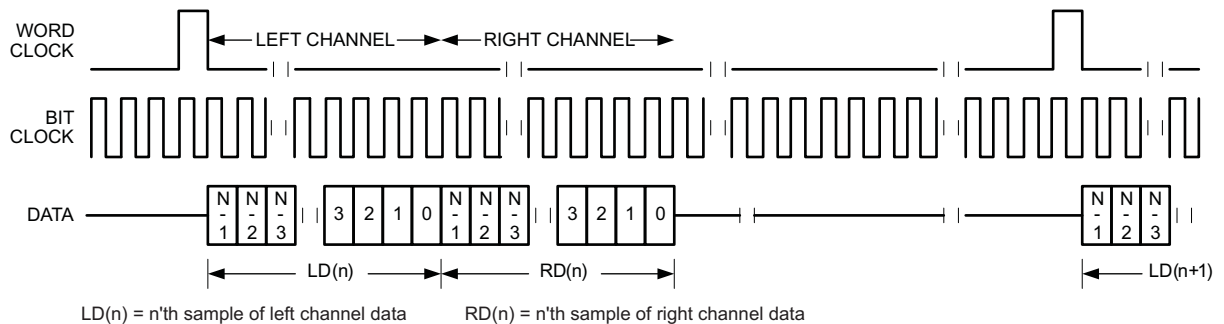 WORD CLOCK
LEFT CHANNEL
RIGHT CHANNEL
BIT CLOCK
DATA
N-1 N-2 N-3 3 2 1 0 N-1 N-2 N-3 3 2 1 0 N-1 N-2 N-3
LD(n) RD(n) LD(n+1)
LD(n) = n'th sample of left channel data RD(n) = n'th sample of right channel data